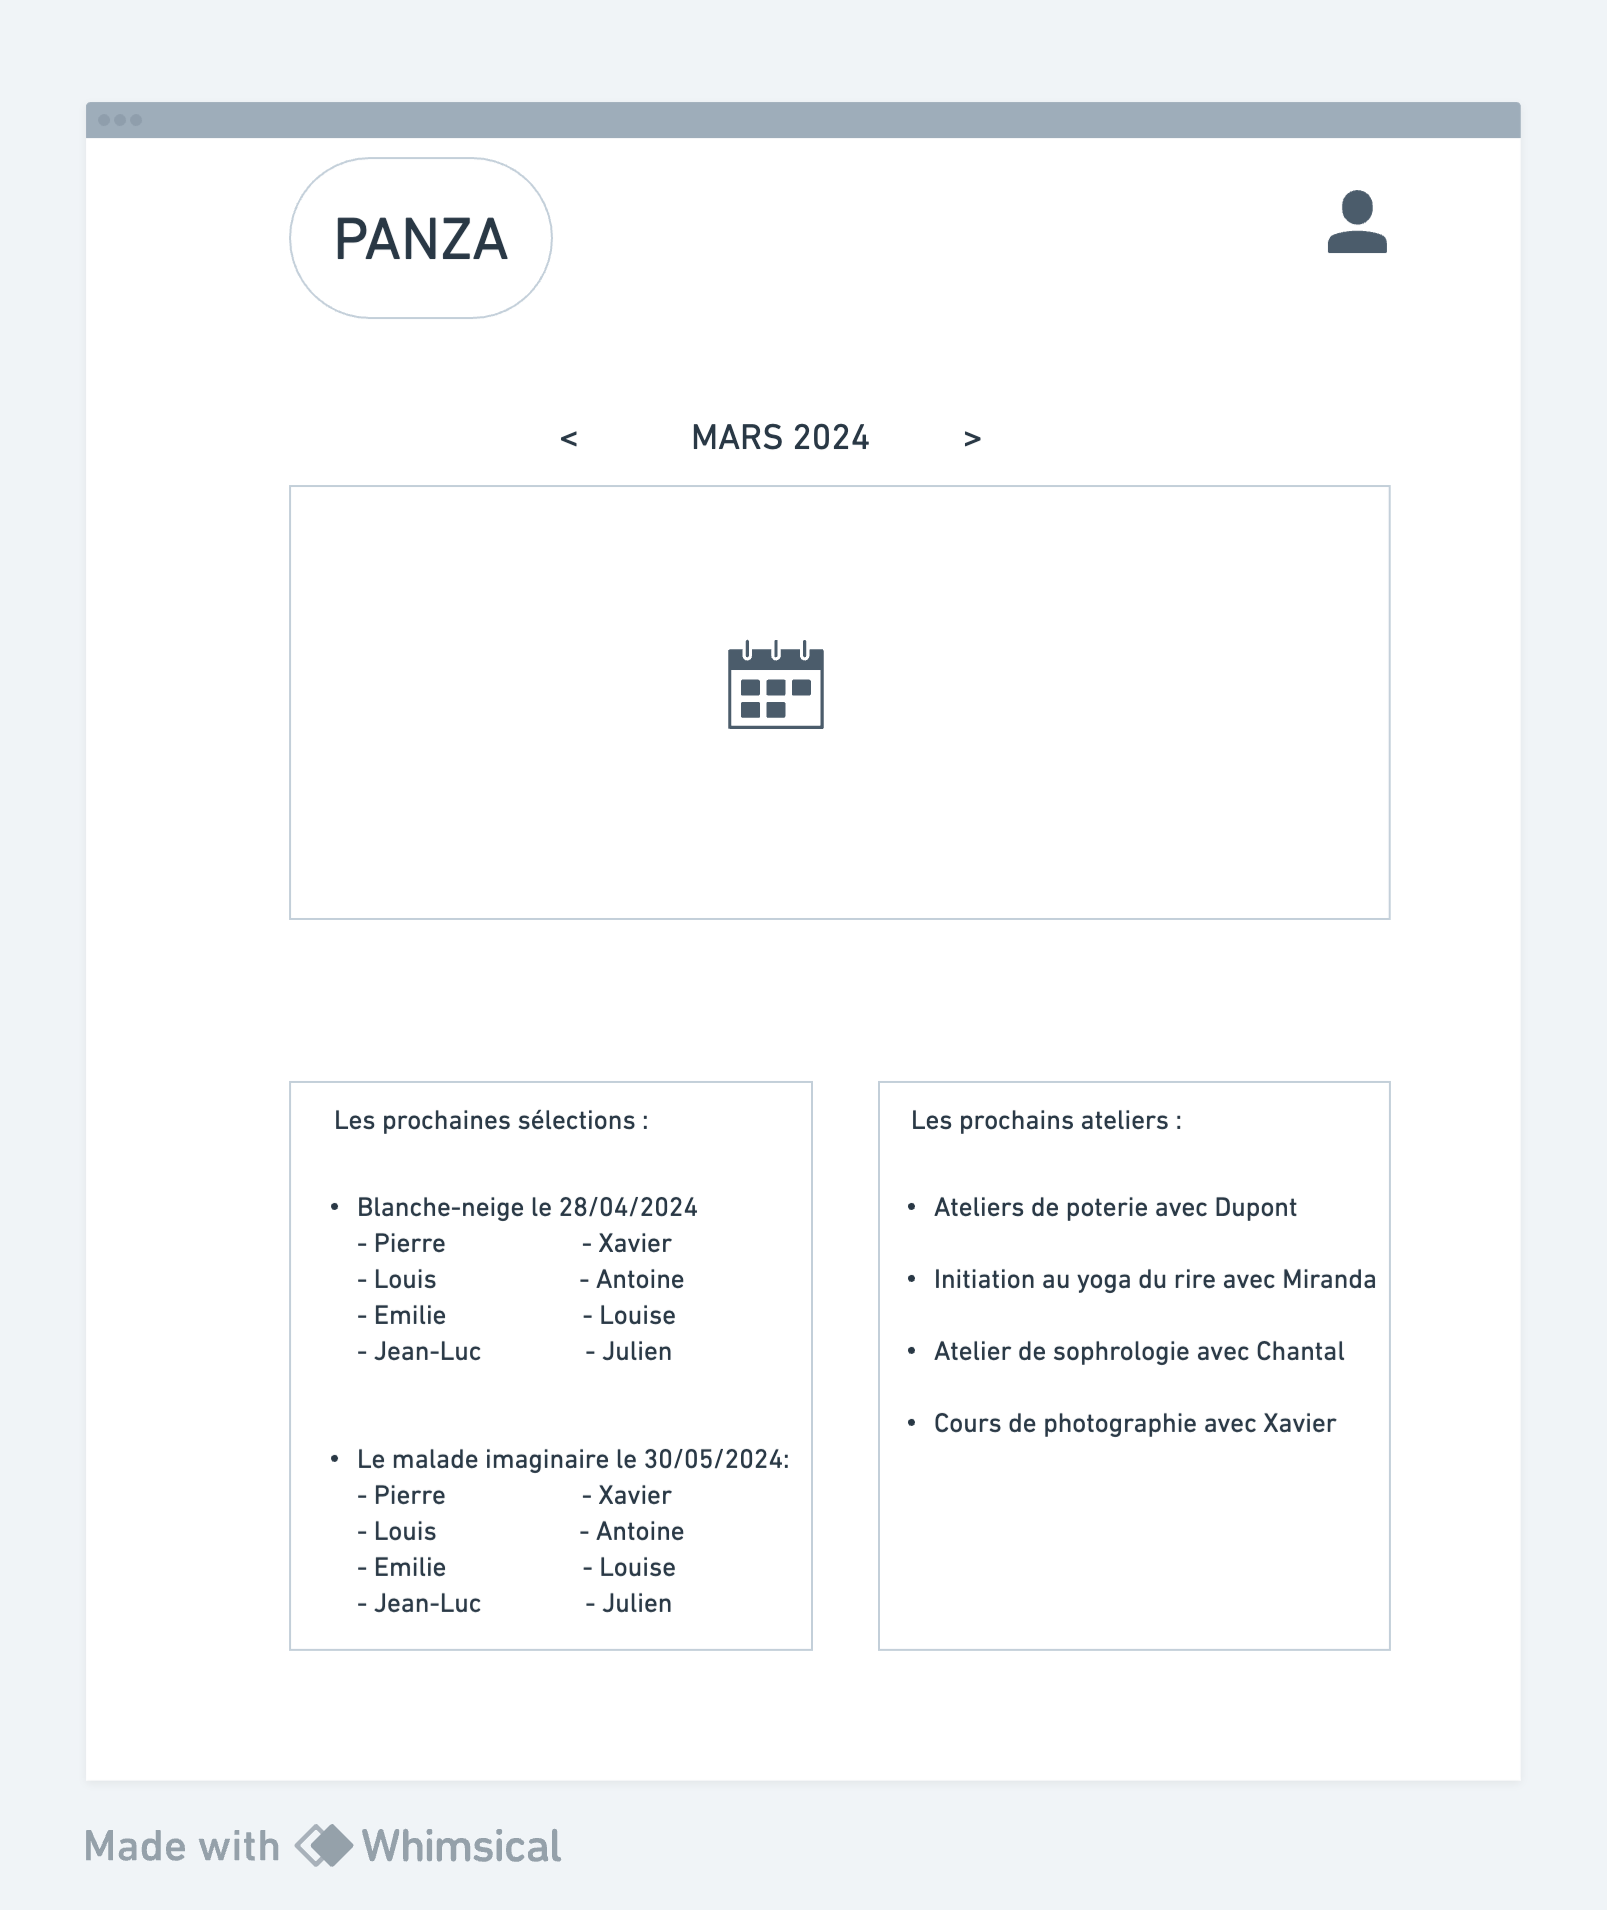 PANZA
< MARS 2024 >
Les prochaines sélections :
• Blanche-neige le 28/04/2024
- Pierre - Xavier
- Louis - Antoine
- Emilie - Louise
- Jean-Luc - Julien
• Le malade imaginaire le 30/05/2024:
- Pierre - Xavier
- Louis - Antoine
- Emilie - Louise
- Jean-Luc - Julien
Les prochains ateliers :
• Ateliers de poterie avec Dupont
• Initiation au yoga du rire avec Miranda
• Atelier de sophrologie avec Chantal
• Cours de photographie avec Xavier
Made with Whimsical